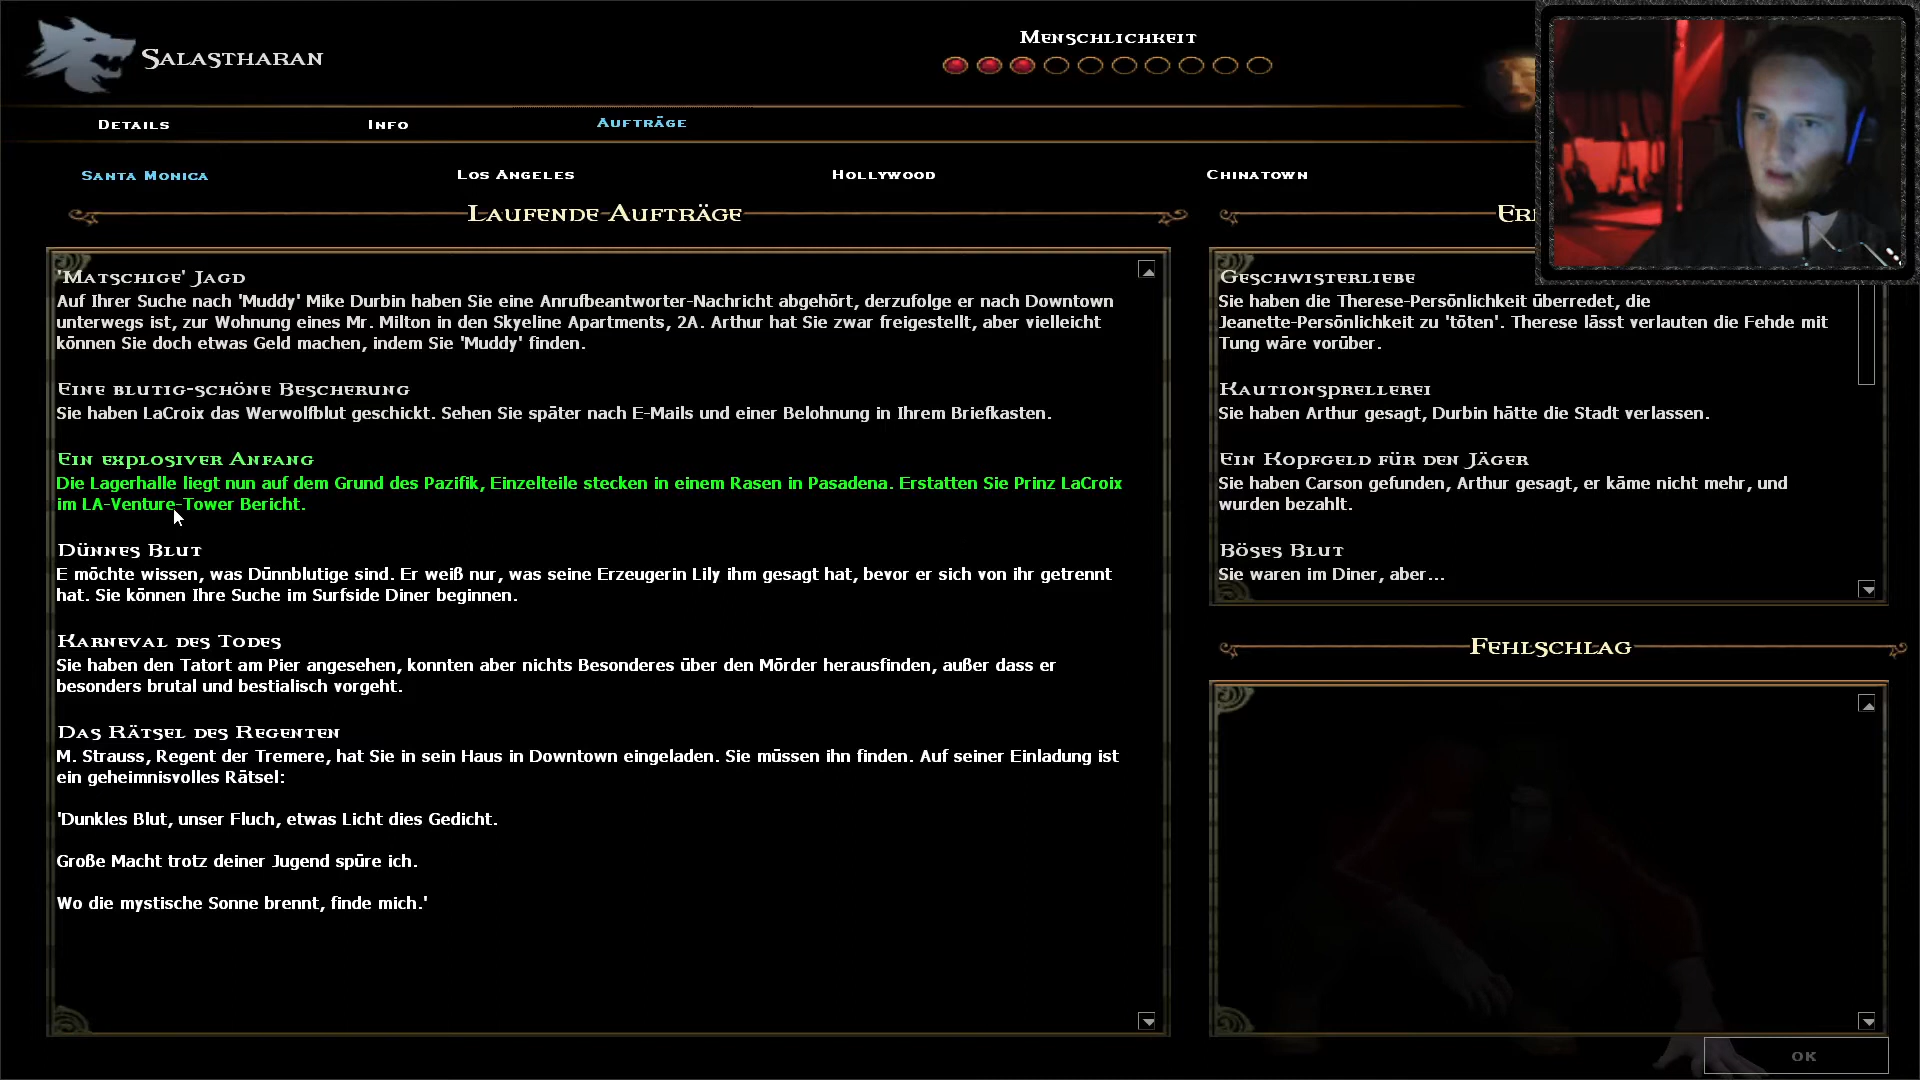 Salastharan
Menschlichkeit
Details
Info
Aufträge
Santa Monica
Los Angeles
Hollywood
Chinatown
Laufende Aufträge
'Matschige' Jagd
Auf Ihrer Suche nach 'Muddy' Mike Durbin haben Sie eine Anrufbeantworter-Nachricht abgehört, derzufolge er nach Downtown
unterwegs ist, zur Wohnung eines Mr. Milton in den Skyeline Apartments, 2A. Arthur hat Sie zwar freigestellt, aber vielleicht
können Sie doch etwas Geld machen, indem Sie 'Muddy' finden.
Eine blutig-schöne Bescherung
Sie haben LaCroix das Werwolfblut geschickt. Sehen Sie später nach E-Mails und einer Belohnung in Ihrem Briefkasten.
Ein explosiver Anfang
Die Lagerhalle liegt nun auf dem Grund des Pazifik, Einzelteile stecken in einem Rasen in Pasadena. Erstatten Sie Prinz LaCroix
im LA-Venture-Tower Bericht.
Dünnes Blut
E möchte wissen, was Dünnblutige sind. Er weiß nur, was seine Erzeugerin Lily ihm gesagt hat, bevor er sich von ihr getrennt
hat. Sie können Ihre Suche im Surfside Diner beginnen.
Karneval des Todes
Sie haben den Tatort am Pier angesehen, konnten aber nichts Besonderes über den Mörder herausfinden, außer dass er
besonders brutal und bestialisch vorgeht.
Das Rätsel des Regenten
M. Strauss, Regent der Tremere, hat Sie in sein Haus in Downtown eingeladen. Sie müssen ihn finden. Auf seiner Einladung ist
ein geheimnisvolles Rätsel:
'Dunkles Blut, unser Fluch, etwas Licht dies Gedicht.
Große Macht trotz deiner Jugend spüre ich.
Wo die mystische Sonne brennt, finde mich.'
Geschwisterliebe
Sie haben die Therese-Persönlichkeit überredet, die
Jeanette-Persönlichkeit zu 'töten'. Therese lässt verlauten die Fehde mit
Tung wäre vorüber.
Kautionsprellerei
Sie haben Arthur gesagt, Durbin hätte die Stadt verlassen.
Ein Kopfgeld für den Jäger
Sie haben Carson gefunden, Arthur gesagt, er käme nicht mehr, und
wurden bezahlt.
Böses Blut
Sie waren im Diner, aber...
Fehlschlag
OK